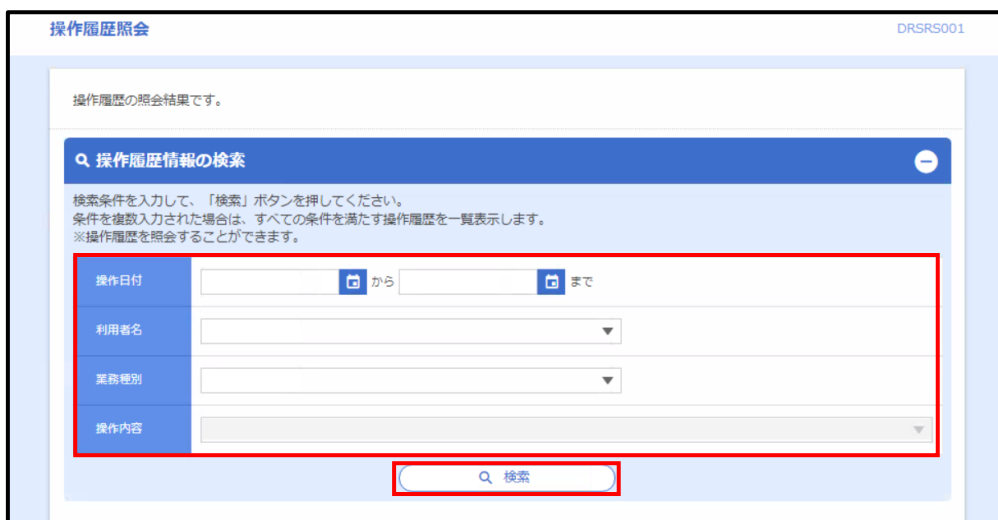 操作履歴照会
DRSRS001
操作履歴の照会結果です。
操作履歴情報の検索
検索条件を入力して、「検索」ボタンを押してください。
条件を複数入力された場合は、すべての条件を満たす操作履歴を一覧表示します。
※操作履歴を照会することができます。
操作日付 から まで
利用者名
業務種別
操作内容
検索